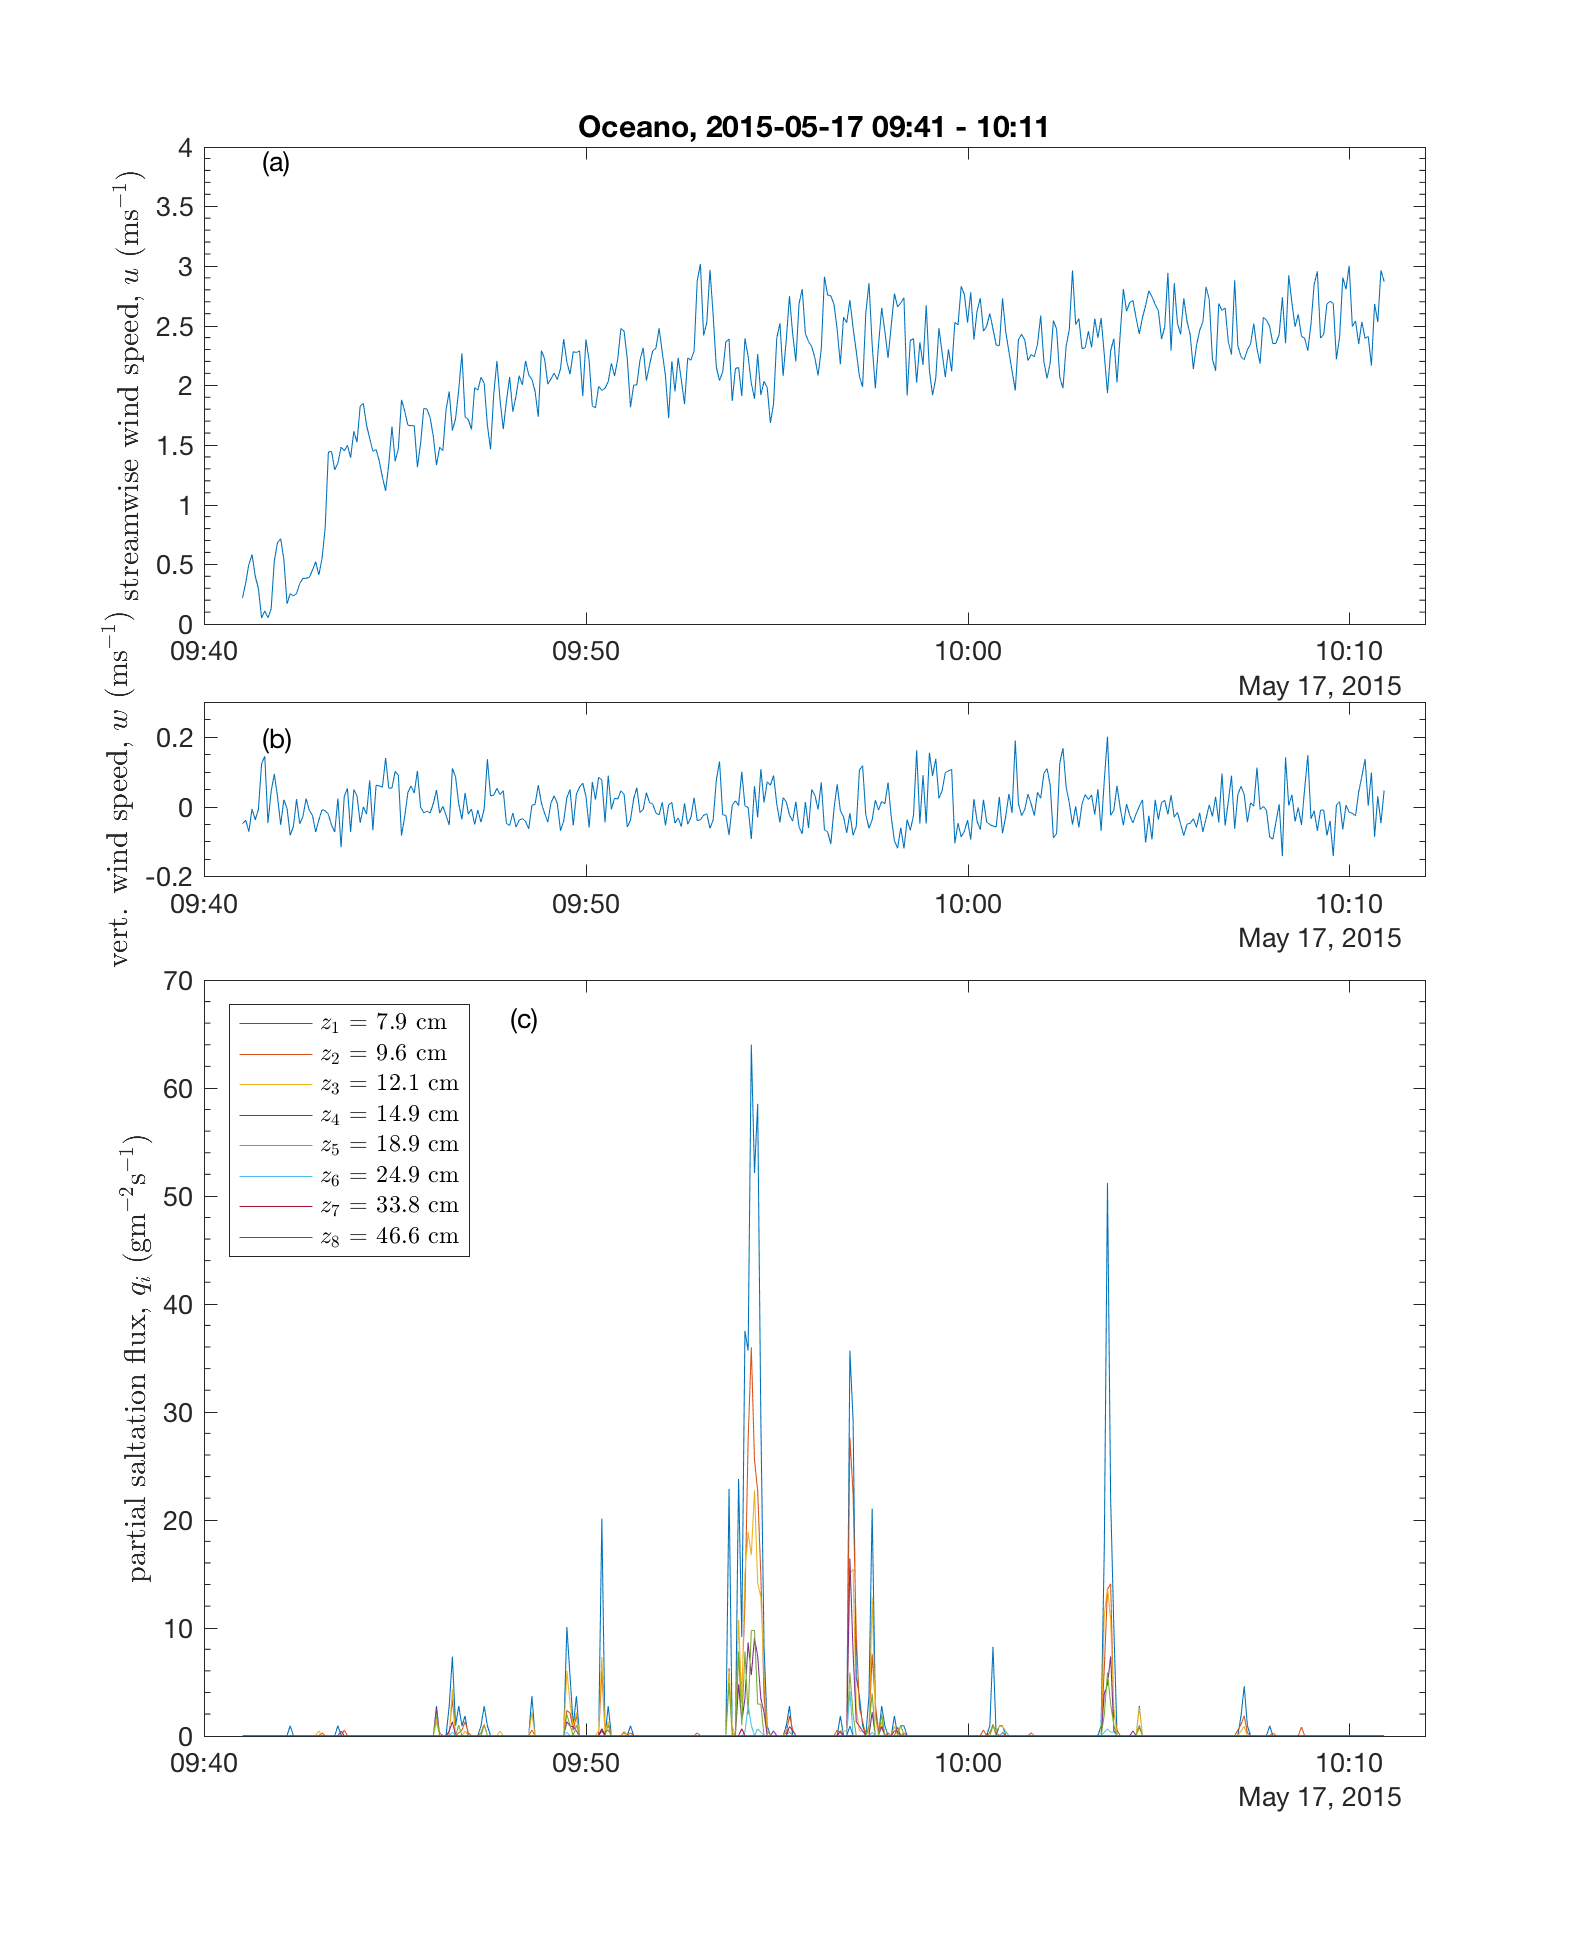 Oceano, 2015-05-17 09:41 - 10:11
(a)
streamwise wind speed, u (ms⁻¹)
4
3.5
3
2.5
2
1.5
1
0.5
0
09:40 09:50 10:00 10:10
May 17, 2015
(b)
vert. wind speed, w (ms⁻¹)
0.2
0
-0.2
09:40 09:50 10:00 10:10
May 17, 2015
(c)
partial saltation flux, qᵢ (gm⁻²s⁻¹)
70
60
50
40
30
20
10
0
z₁ = 7.9 cm
z₂ = 9.6 cm
z₃ = 12.1 cm
z₄ = 14.9 cm
z₅ = 18.9 cm
z₆ = 24.9 cm
z₇ = 33.8 cm
z₈ = 46.6 cm
09:40 09:50 10:00 10:10
May 17, 2015